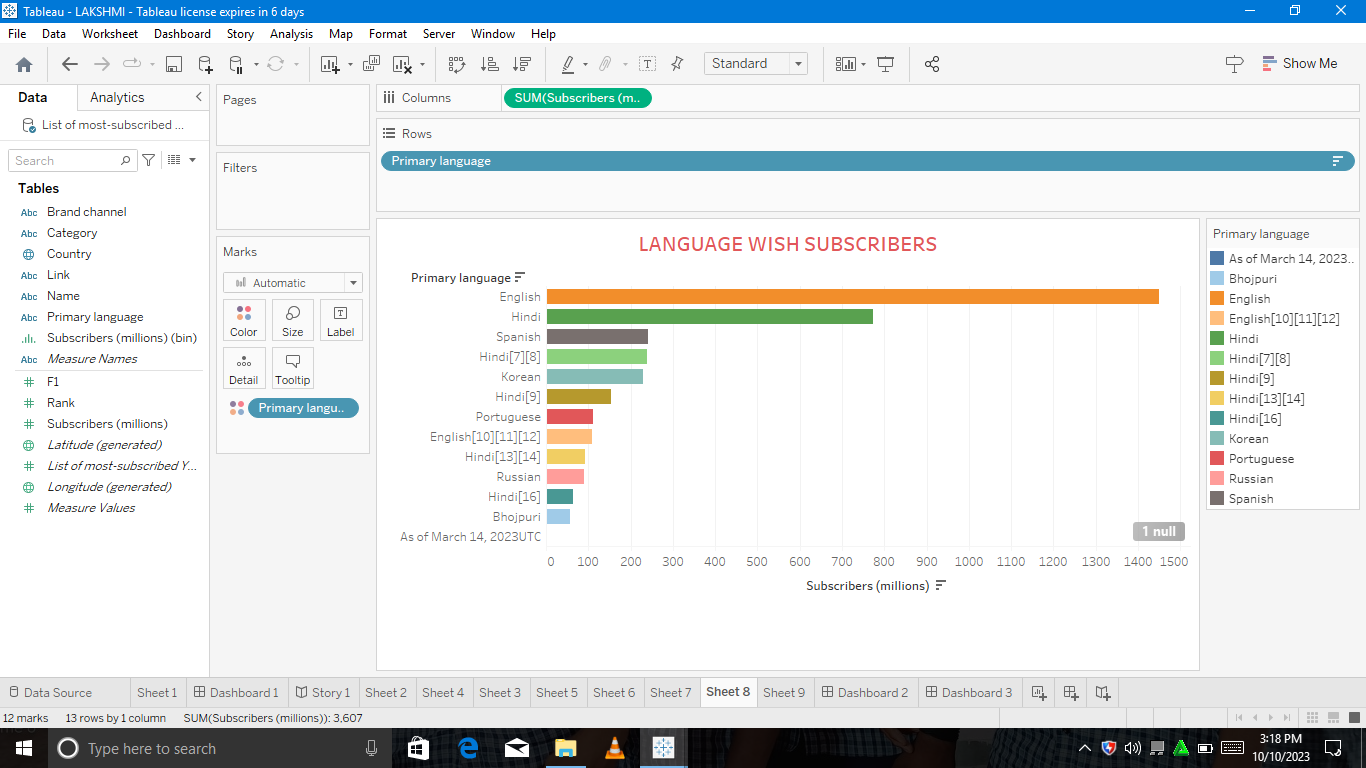 Tableau - LAKSHMI - Tableau license expires in 6 days
File Data Worksheet Dashboard Story Analysis Map Format Server Window Help
Standard
Show Me
Data Analytics
List of most-subscribed ...
Search
Tables
Abc Brand channel
Abc Category
Country
Abc Link
Abc Name
Abc Primary language
Subscribers (millions) (bin)
Abc Measure Names
# F1
# Rank
# Subscribers (millions)
Latitude (generated)
# List of most-subscribed Y...
Longitude (generated)
# Measure Values
Pages
Filters
Marks
Automatic
Color Size Label
Detail Tooltip
Primary langu..
Columns SUM(Subscribers (m..
Rows
Primary language
LANGUAGE WISH SUBSCRIBERS
Primary language
English
Hindi
Spanish
Hindi[7][8]
Korean
Hindi[9]
Portuguese
English[10][11][12]
Hindi[13][14]
Russian
Hindi[16]
Bhojpuri
As of March 14, 2023UTC
1 null
0 100 200 300 400 500 600 700 800 900 1000 1100 1200 1300 1400 1500
Subscribers (millions)
Primary language
As of March 14, 2023..
Bhojpuri
English
English[10][11][12]
Hindi
Hindi[7][8]
Hindi[9]
Hindi[13][14]
Hindi[16]
Korean
Portuguese
Russian
Spanish
Data Source Sheet 1 Dashboard 1 Story 1 Sheet 2 Sheet 4 Sheet 3 Sheet 5 Sheet 6 Sheet 7 Sheet 8 Sheet 9 Dashboard 2 Dashboard 3
12 marks 13 rows by 1 column SUM(Subscribers (millions)): 3,607
Type here to search
3:18 PM
10/10/2023